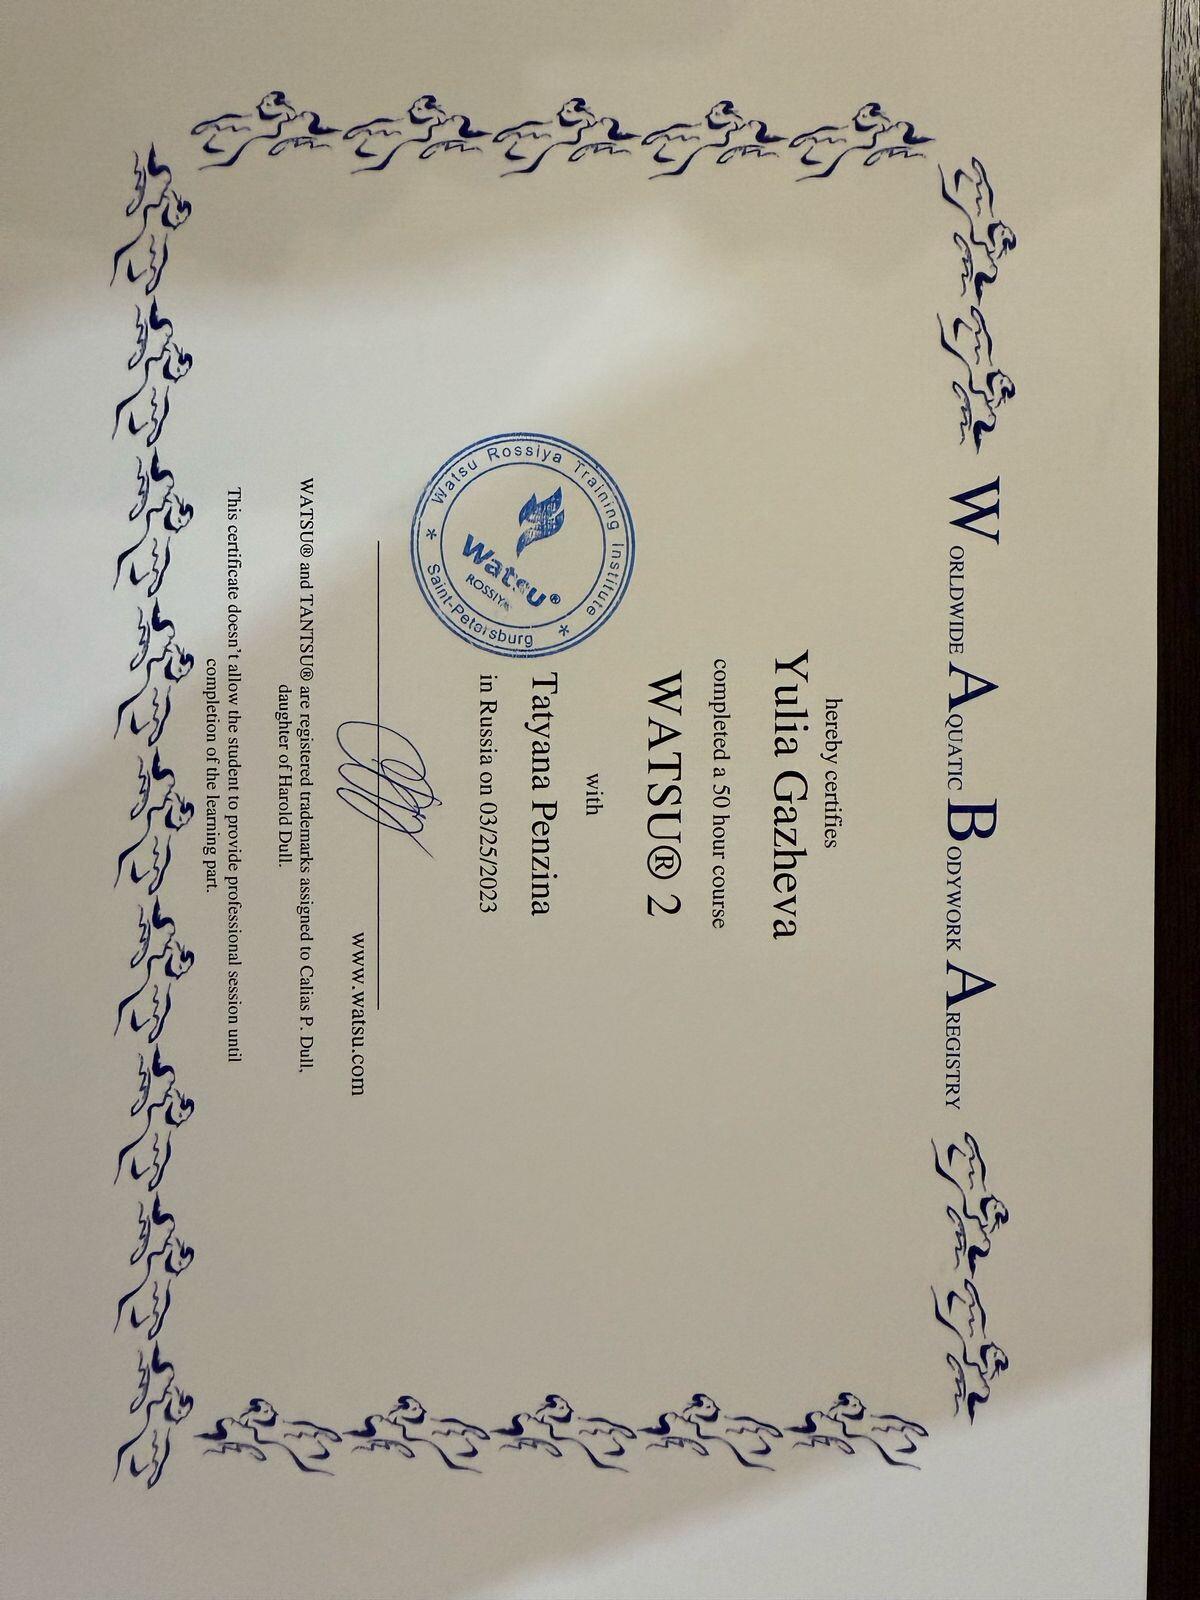 WORLDWIDE AQUATIC BODYWORK AREGISTRY
hereby certifies
Yulia Gazheva
completed a 50 hour course
WATSU® 2
with
Tatyana Penzina
in Russia on 03/25/2023
Watsu Rossiya Training Institute
* Saint-Petersburg *
Watsu®
ROSSIYA
www.watsu.com
WATSU® and TANTSU® are registered trademarks assigned to Calias P. Dull,
daughter of Harold Dull.
This certificate doesn't allow the student to provide professional session until
completion of the learning part.